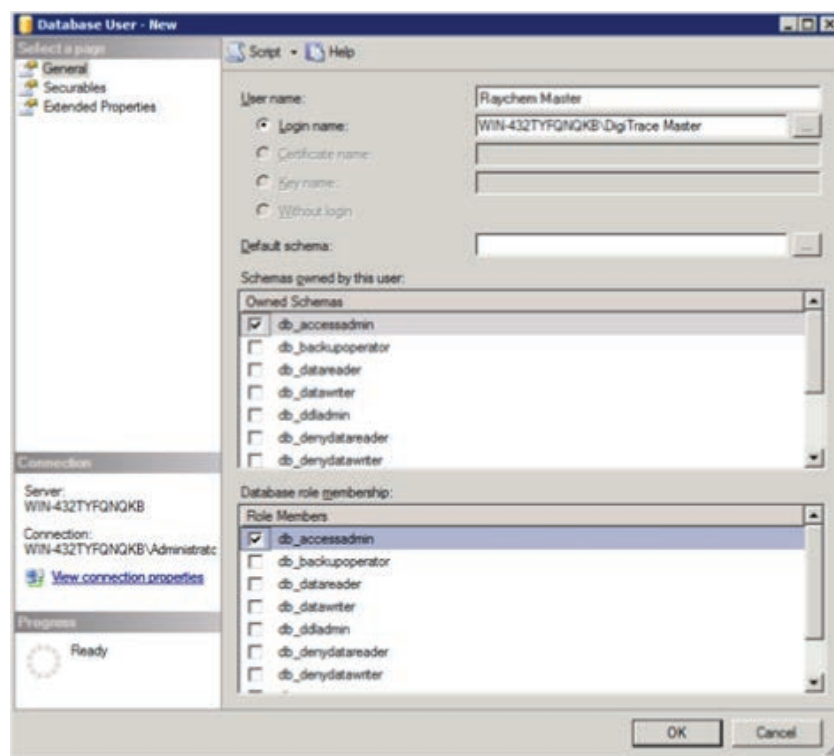 Database User - New
Select a page
General
Securables
Extended Properties
Script
Help
User name:
Raychem Master
Login name:
WIN-432TYFQNQKB\DigiTrace Master
...
Certificate name:
Key name:
Without login
Default schema:
...
Schemas owned by this user:
Owned Schemas
db_accessadmin
db_backupoperator
db_datareader
db_datawriter
db_ddladmin
db_denydatareader
db_denydatawriter
Database role membership:
Role Members
db_accessadmin
db_backupoperator
db_datareader
db_datawriter
db_ddladmin
db_denydatareader
db_denydatawriter
Connection
Server:
WIN-432TYFQNQKB
Connection:
WIN-432TYFQNQKB\Administratc
View connection properties
Progress
Ready
OK
Cancel